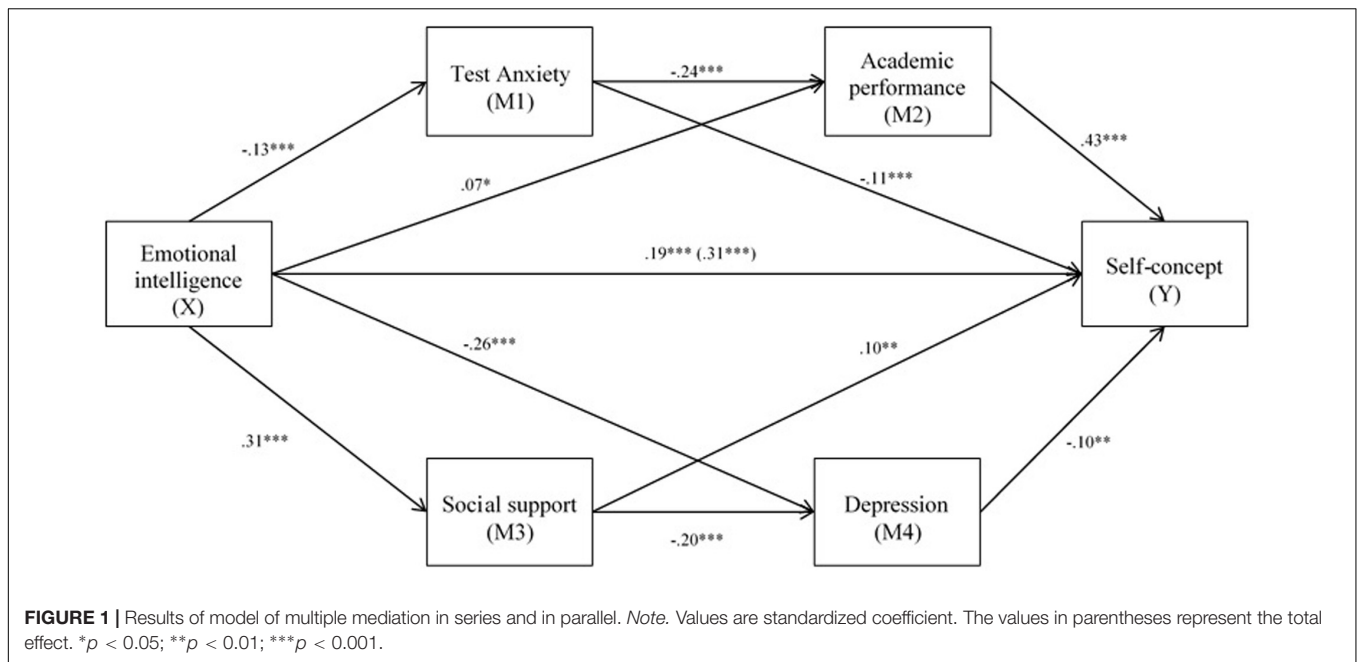 Test Anxiety
(M1)
-.24***
Academic
performance
(M2)
-.13***
.07*
-.11***
.43***
Emotional
intelligence
(X)
.19*** (.31***)
Self-concept
(Y)
-.26***
.10**
.31***
-.10**
Social support
(M3)
-.20***
Depression
(M4)
FIGURE 1 | Results of model of multiple mediation in series and in parallel. Note. Values are standardized coefficient. The values in parentheses represent the total
effect. *p < 0.05; **p < 0.01; ***p < 0.001.